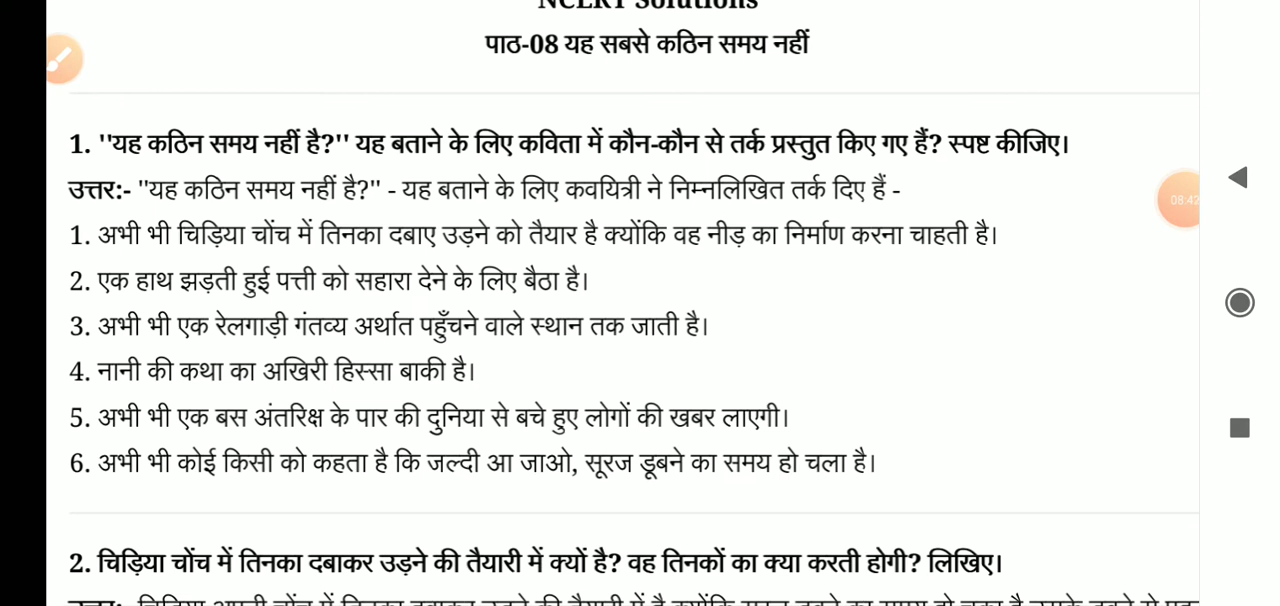 NCERT Solutions
पाठ-08 यह सबसे कठिन समय नहीं
1. ''यह कठिन समय नहीं है?'' यह बताने के लिए कविता में कौन-कौन से तर्क प्रस्तुत किए गए हैं? स्पष्ट कीजिए।
उत्तर:- "यह कठिन समय नहीं है?" - यह बताने के लिए कवयित्री ने निम्नलिखित तर्क दिए हैं -
1. अभी भी चिड़िया चोंच में तिनका दबाए उड़ने को तैयार है क्योंकि वह नीड़ का निर्माण करना चाहती है।
2. एक हाथ झड़ती हुई पत्ती को सहारा देने के लिए बैठा है।
3. अभी भी एक रेलगाड़ी गंतव्य अर्थात पहुँचने वाले स्थान तक जाती है।
4. नानी की कथा का अखिरी हिस्सा बाकी है।
5. अभी भी एक बस अंतरिक्ष के पार की दुनिया से बचे हुए लोगों की खबर लाएगी।
6. अभी भी कोई किसी को कहता है कि जल्दी आ जाओ, सूरज डूबने का समय हो चला है।
08:42
2. चिड़िया चोंच में तिनका दबाकर उड़ने की तैयारी में क्यों है? वह तिनकों का क्या करती होगी? लिखिए।